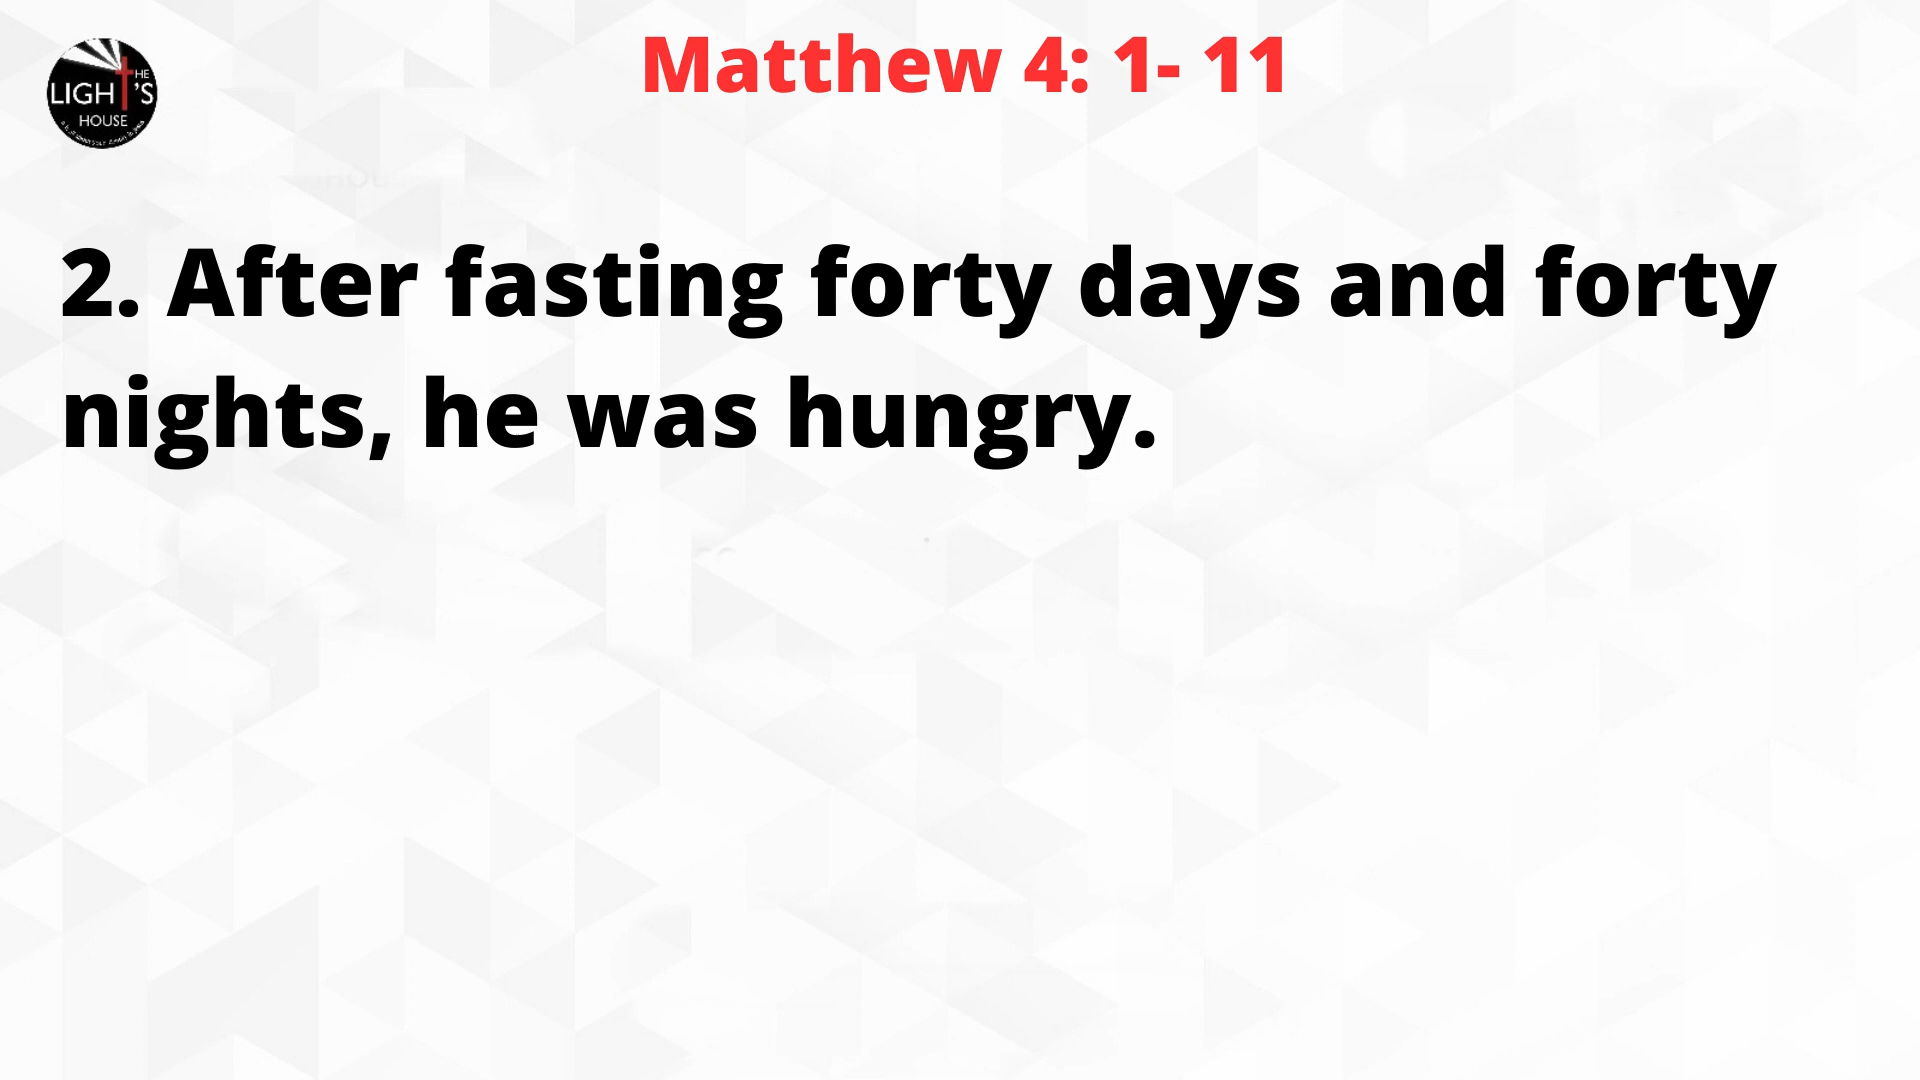 Matthew 4: 1- 11
THE
LIGHT'S
HOUSE
2. After fasting forty days and forty
nights, he was hungry.